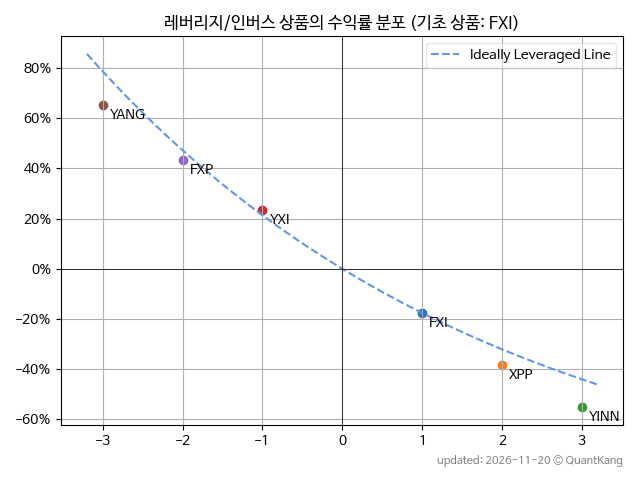 레버리지/인버스 상품의 수익률 분포 (기초 상품: FXI)
Ideally Leveraged Line
80%
60%
40%
20%
0%
−20%
−40%
−60%
YANG
FXP
YXI
FXI
XPP
YINN
−3
−2
−1
0
1
2
3
updated: 2026-11-20 © QuantKang